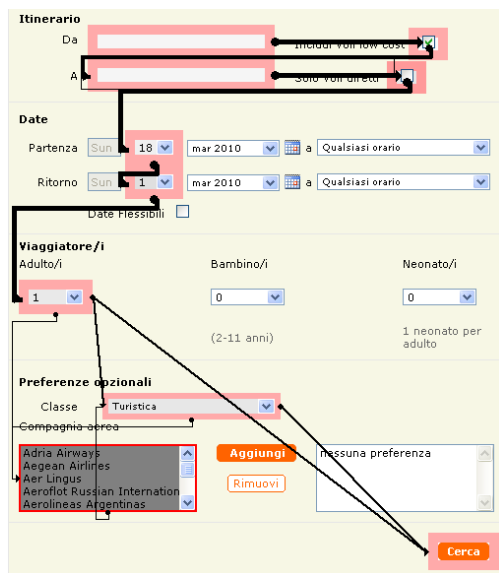 Itinerario
Da Includi voli low cost
A Solo voli diretti
Date
Partenza Sun 18 mar 2010 a Qualsiasi orario
Ritorno Sun 1 mar 2010 a Qualsiasi orario
Date Flessibili
Viaggiatore/i
Adulto/i Bambino/i Neonato/i
1 0 0
(2-11 anni) 1 neonato per
adulto
Preferenze opzionali
Classe Turistica
Compagnia aerea
Adria Airways Aggiungi nessuna preferenza
Aegean Airlines
Aer Lingus Rimuovi
Aeroflot Russian Internation
Aerolineas Argentinas
Cerca